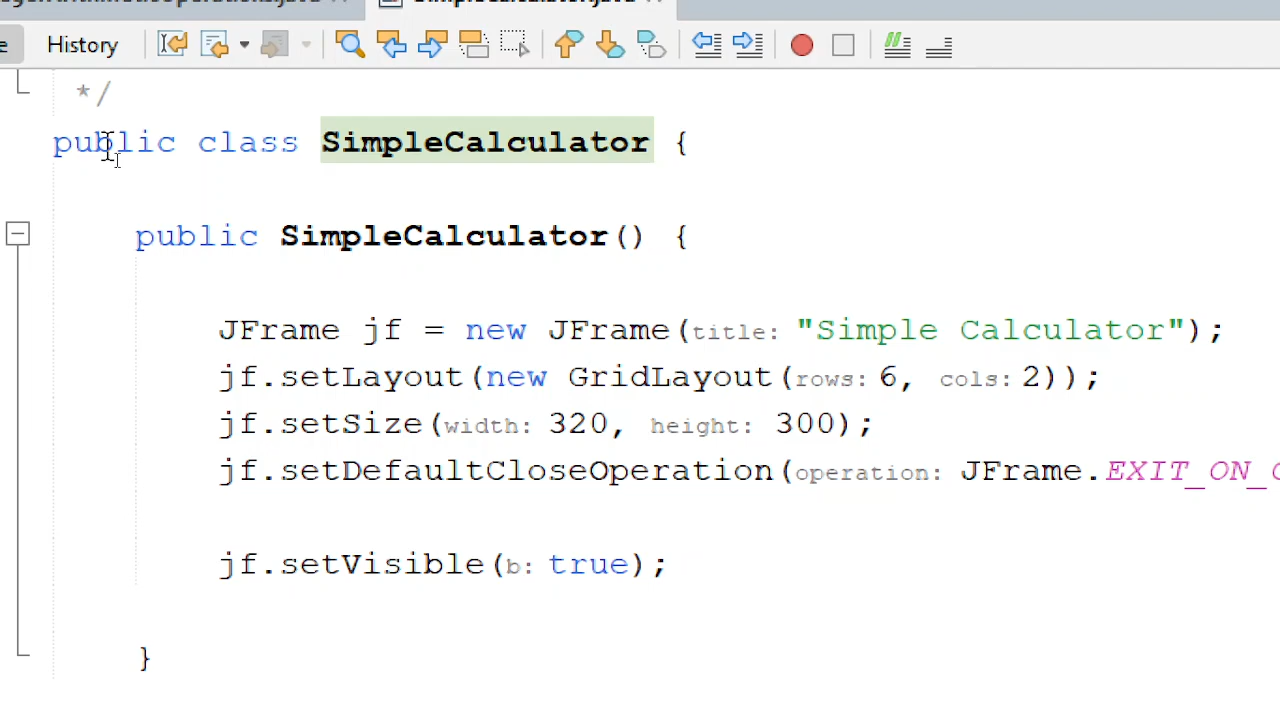 History
*/
public class SimpleCalculator {
public SimpleCalculator() {
JFrame jf = new JFrame(title: "Simple Calculator");
jf.setLayout(new GridLayout(rows: 6, cols: 2));
jf.setSize(width: 320, height: 300);
jf.setDefaultCloseOperation(operation: JFrame.EXIT_ON_
jf.setVisible(b: true);
}